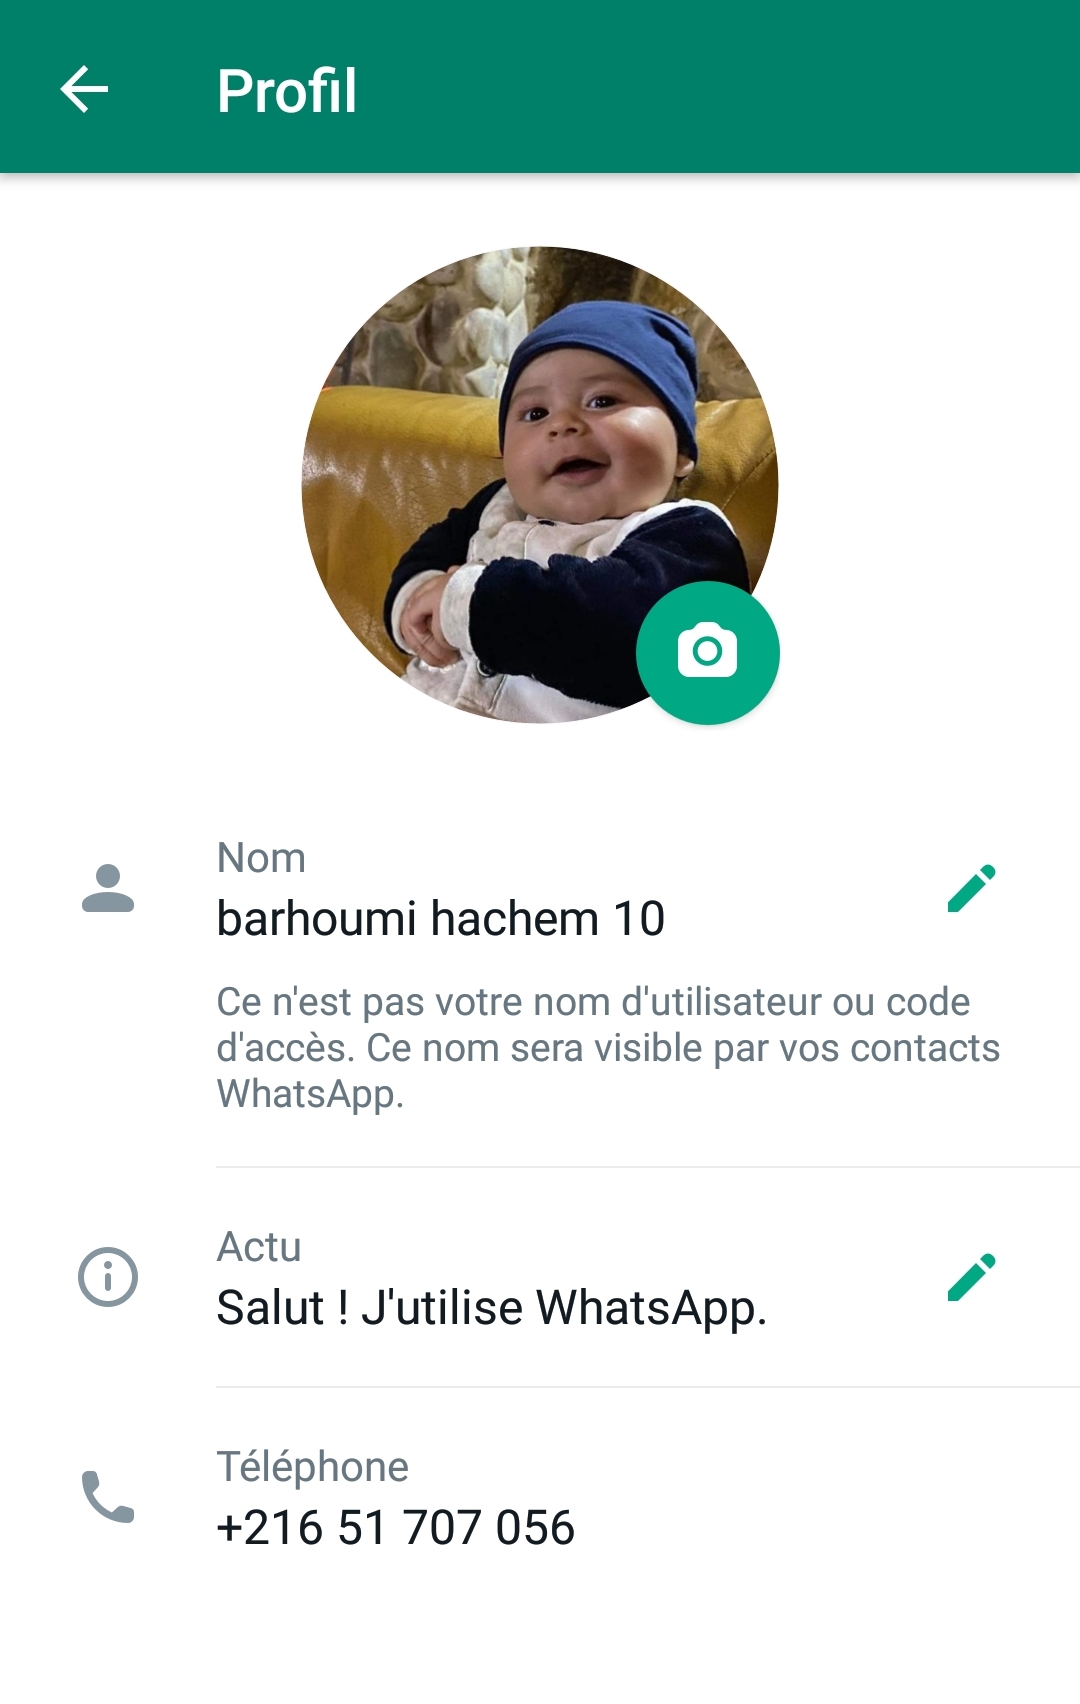 Profil
Nom
barhoumi hachem 10
Ce n'est pas votre nom d'utilisateur ou code
d'accès. Ce nom sera visible par vos contacts
WhatsApp.
Actu
Salut ! J'utilise WhatsApp.
Téléphone
+216 51 707 056